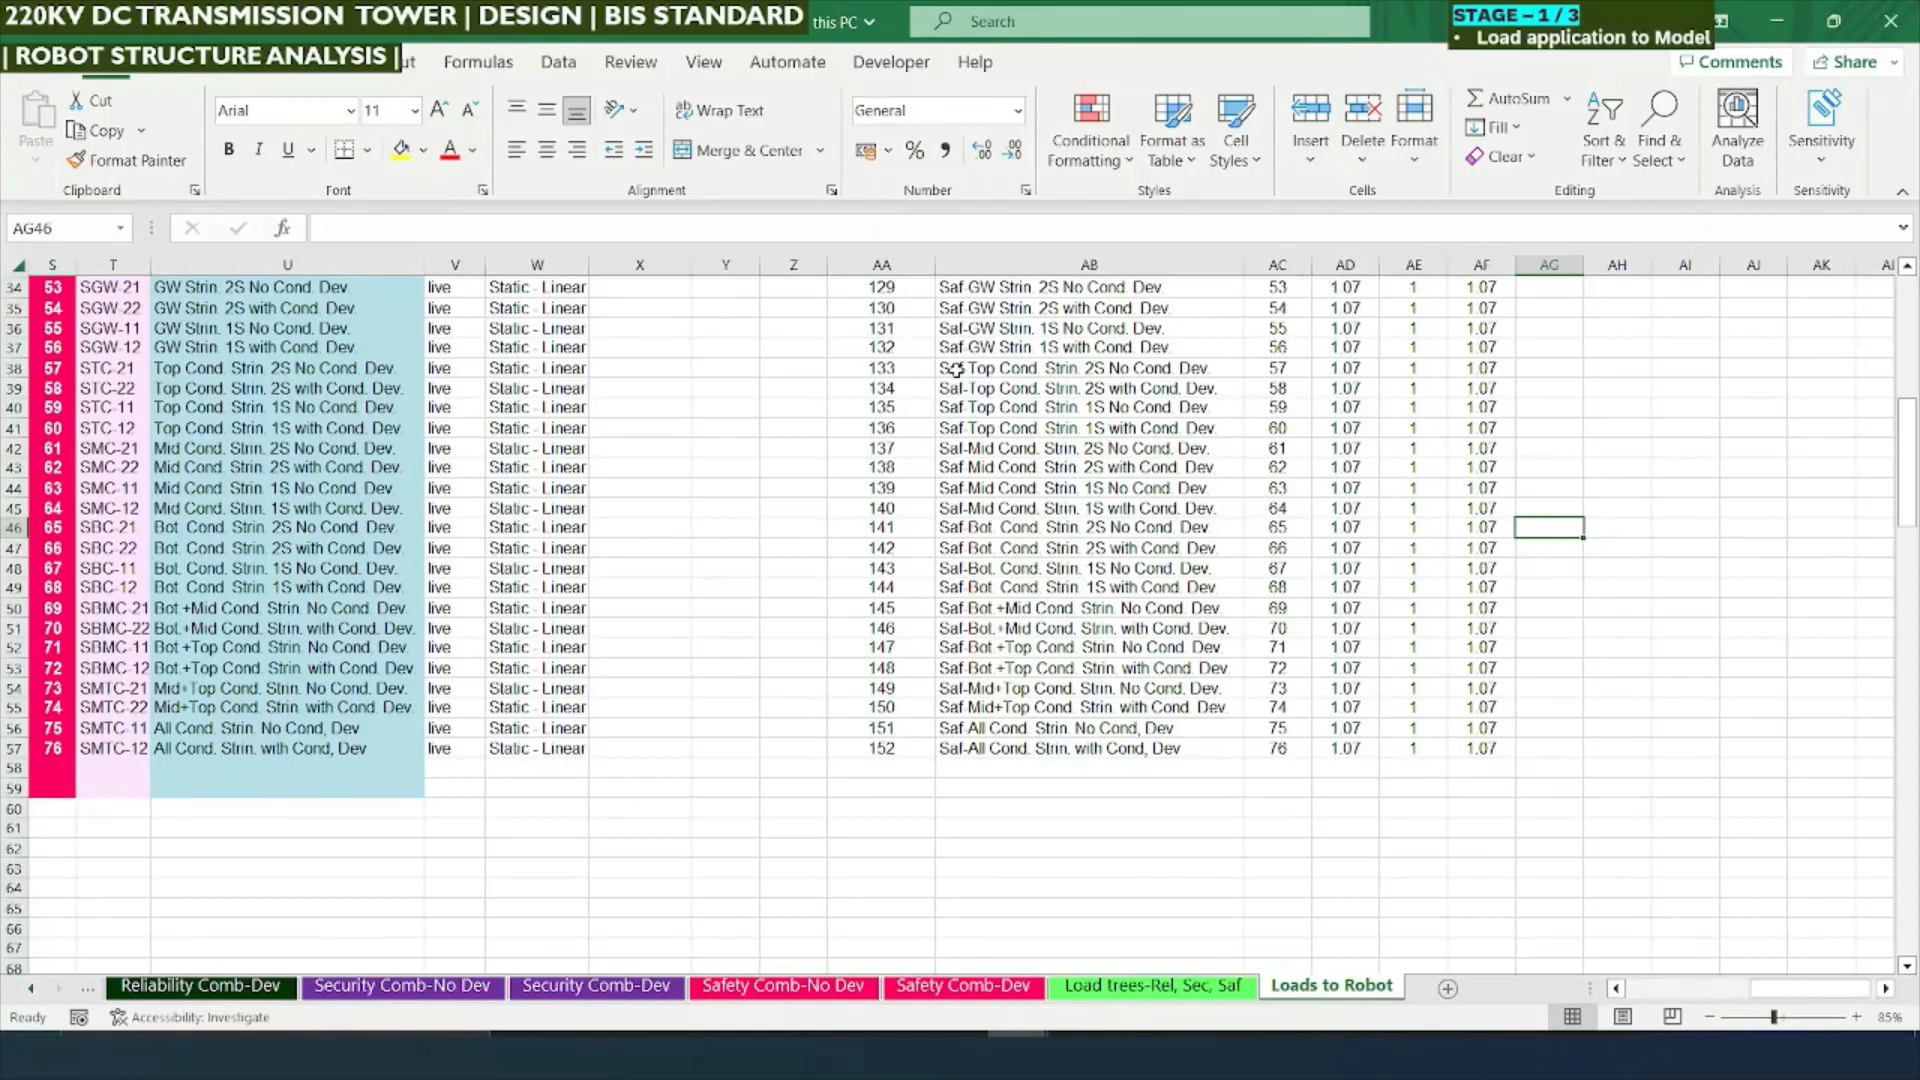 220KV DC TRANSMISSION TOWER | DESIGN | BIS STANDARD
| ROBOT STRUCTURE ANALYSIS |
this PC
Search
STAGE – 1 / 3
• Load application to Model
Formulas Data Review View Automate Developer Help
Comments Share
Paste
Cut
Copy
Format Painter
Clipboard
Arial 11
B I U
Font
Wrap Text
Merge & Center
Alignment
General
Number
Conditional Formatting
Format as Table
Cell Styles
Styles
Insert Delete Format
Cells
AutoSum
Fill
Clear
Sort & Filter
Find & Select
Editing
Analyze Data
Analysis
Sensitivity
Sensitivity
AG46 fx
S T U V W X Y Z AA AB AC AD AE AF AG AH AI AJ AK
34 53 SGW-21 GW Strin. 2S No Cond. Dev. live Static - Linear 129 Saf-GW Strin. 2S No Cond. Dev. 53 1.07 1 1.07
35 54 SGW-22 GW Strin. 2S with Cond. Dev. live Static - Linear 130 Saf-GW Strin. 2S with Cond. Dev. 54 1.07 1 1.07
36 55 SGW-11 GW Strin. 1S No Cond. Dev. live Static - Linear 131 Saf-GW Strin. 1S No Cond. Dev. 55 1.07 1 1.07
37 56 SGW-12 GW Strin. 1S with Cond. Dev. live Static - Linear 132 Saf-GW Strin. 1S with Cond. Dev. 56 1.07 1 1.07
38 57 STC-21 Top Cond. Strin. 2S No Cond. Dev. live Static - Linear 133 Saf-Top Cond. Strin. 2S No Cond. Dev. 57 1.07 1 1.07
39 58 STC-22 Top Cond. Strin. 2S with Cond. Dev. live Static - Linear 134 Saf-Top Cond. Strin. 2S with Cond. Dev. 58 1.07 1 1.07
40 59 STC-11 Top Cond. Strin. 1S No Cond. Dev. live Static - Linear 135 Saf-Top Cond. Strin. 1S No Cond. Dev. 59 1.07 1 1.07
41 60 STC-12 Top Cond. Strin. 1S with Cond. Dev. live Static - Linear 136 Saf-Top Cond. Strin. 1S with Cond. Dev. 60 1.07 1 1.07
42 61 SMC-21 Mid Cond. Strin. 2S No Cond. Dev. live Static - Linear 137 Saf-Mid Cond. Strin. 2S No Cond. Dev. 61 1.07 1 1.07
43 62 SMC-22 Mid Cond. Strin. 2S with Cond. Dev. live Static - Linear 138 Saf-Mid Cond. Strin. 2S with Cond. Dev. 62 1.07 1 1.07
44 63 SMC-11 Mid Cond. Strin. 1S No Cond. Dev. live Static - Linear 139 Saf-Mid Cond. Strin. 1S No Cond. Dev. 63 1.07 1 1.07
45 64 SMC-12 Mid Cond. Strin. 1S with Cond. Dev. live Static - Linear 140 Saf-Mid Cond. Strin. 1S with Cond. Dev. 64 1.07 1 1.07
46 65 SBC-21 Bot. Cond. Strin. 2S No Cond. Dev. live Static - Linear 141 Saf-Bot. Cond. Strin. 2S No Cond. Dev. 65 1.07 1 1.07
47 66 SBC-22 Bot. Cond. Strin. 2S with Cond. Dev. live Static - Linear 142 Saf-Bot. Cond. Strin. 2S with Cond. Dev. 66 1.07 1 1.07
48 67 SBC-11 Bot. Cond. Strin. 1S No Cond. Dev. live Static - Linear 143 Saf-Bot. Cond. Strin. 1S No Cond. Dev. 67 1.07 1 1.07
49 68 SBC-12 Bot. Cond. Strin. 1S with Cond. Dev. live Static - Linear 144 Saf-Bot. Cond. Strin. 1S with Cond. Dev. 68 1.07 1 1.07
50 69 SBMC-21 Bot.+Mid Cond. Strin. No Cond. Dev. live Static - Linear 145 Saf-Bot.+Mid Cond. Strin. No Cond. Dev. 69 1.07 1 1.07
51 70 SBMC-22 Bot.+Mid Cond. Strin. with Cond. Dev. live Static - Linear 146 Saf-Bot.+Mid Cond. Strin. with Cond. Dev. 70 1.07 1 1.07
52 71 SBMC-11 Bot.+Top Cond. Strin. No Cond. Dev. live Static - Linear 147 Saf-Bot.+Top Cond. Strin. No Cond. Dev 71 1.07 1 1.07
53 72 SBMC-12 Bot.+Top Cond. Strin. with Cond. Dev live Static - Linear 148 Saf-Bot.+Top Cond. Strin. with Cond. Dev 72 1.07 1 1.07
54 73 SMTC-21 Mid+Top Cond. Strin. No Cond. Dev. live Static - Linear 149 Saf-Mid+Top Cond. Strin. No Cond. Dev. 73 1.07 1 1.07
55 74 SMTC-22 Mid+Top Cond. Strin. with Cond. Dev. live Static - Linear 150 Saf-Mid+Top Cond. Strin. with Cond. Dev. 74 1.07 1 1.07
56 75 SMTC-11 All Cond. Strin. No Cond, Dev live Static - Linear 151 Saf-All Cond. Strin. No Cond, Dev 75 1.07 1 1.07
57 76 SMTC-12 All Cond. Strin. with Cond, Dev live Static - Linear 152 Saf-All Cond. Strin. with Cond, Dev 76 1.07 1 1.07
58
59
60
61
62
63
64
65
66
67
68
... Reliability Comb-Dev Security Comb-No Dev Security Comb-Dev Safety Comb-No Dev Safety Comb-Dev Load trees-Rel, Sec, Saf Loads to Robot
Ready Accessibility: Investigate 85%